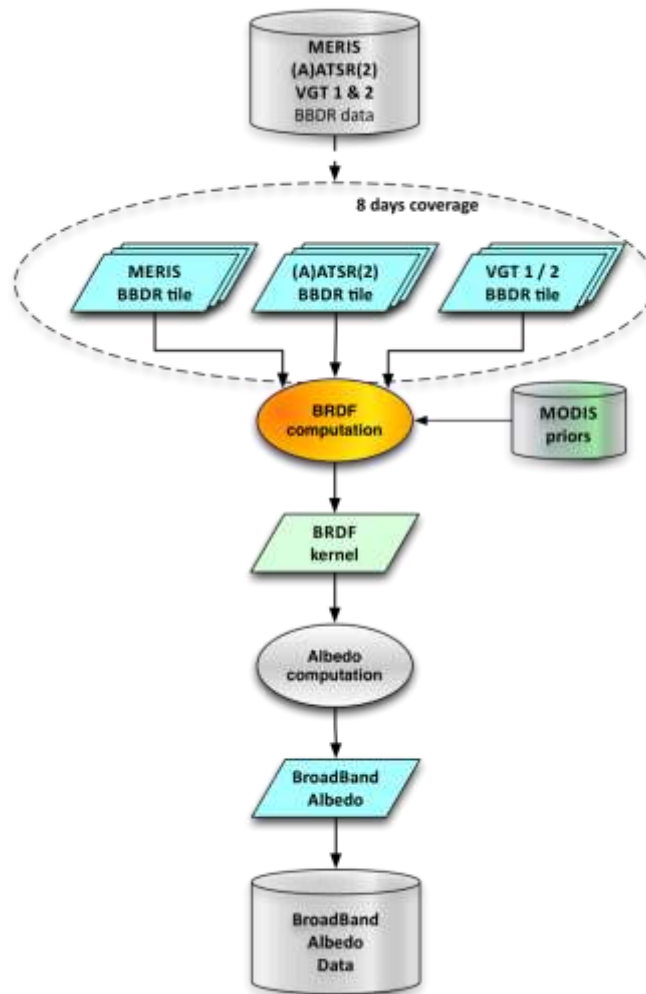 MERIS
(A)ATSR(2)
VGT 1 & 2
BBDR data
8 days coverage
MERIS
BBDR tile
(A)ATSR(2)
BBDR tile
VGT 1 / 2
BBDR tile
BRDF
computation
MODIS
priors
BRDF
kernel
Albedo
computation
BroadBand
Albedo
BroadBand
Albedo
Data